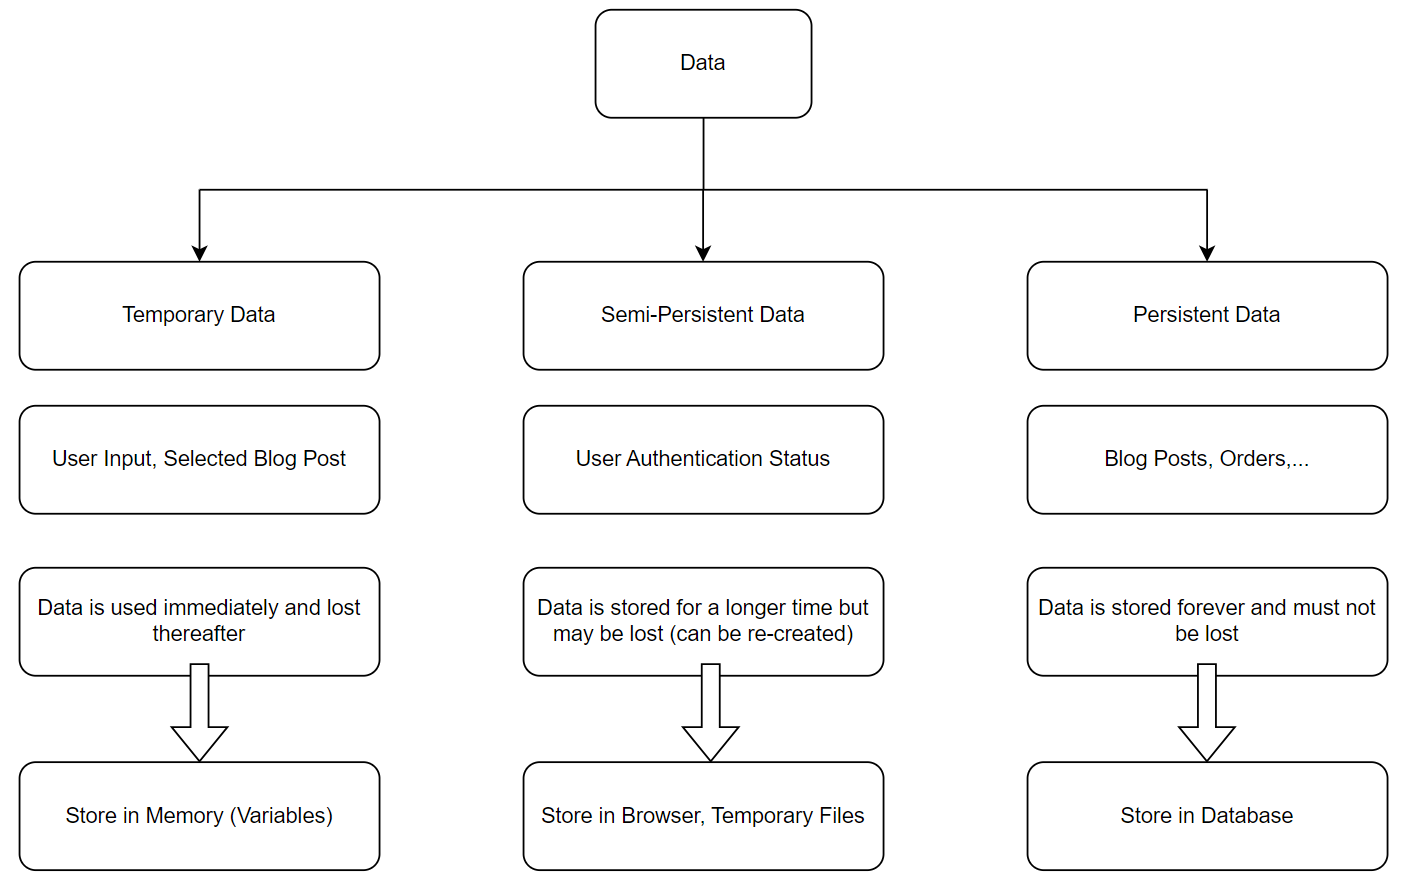 Data
Temporary Data
Semi-Persistent Data
Persistent Data
User Input, Selected Blog Post
User Authentication Status
Blog Posts, Orders,...
Data is used immediately and lost
thereafter
Data is stored for a longer time but
may be lost (can be re-created)
Data is stored forever and must not
be lost
Store in Memory (Variables)
Store in Browser, Temporary Files
Store in Database